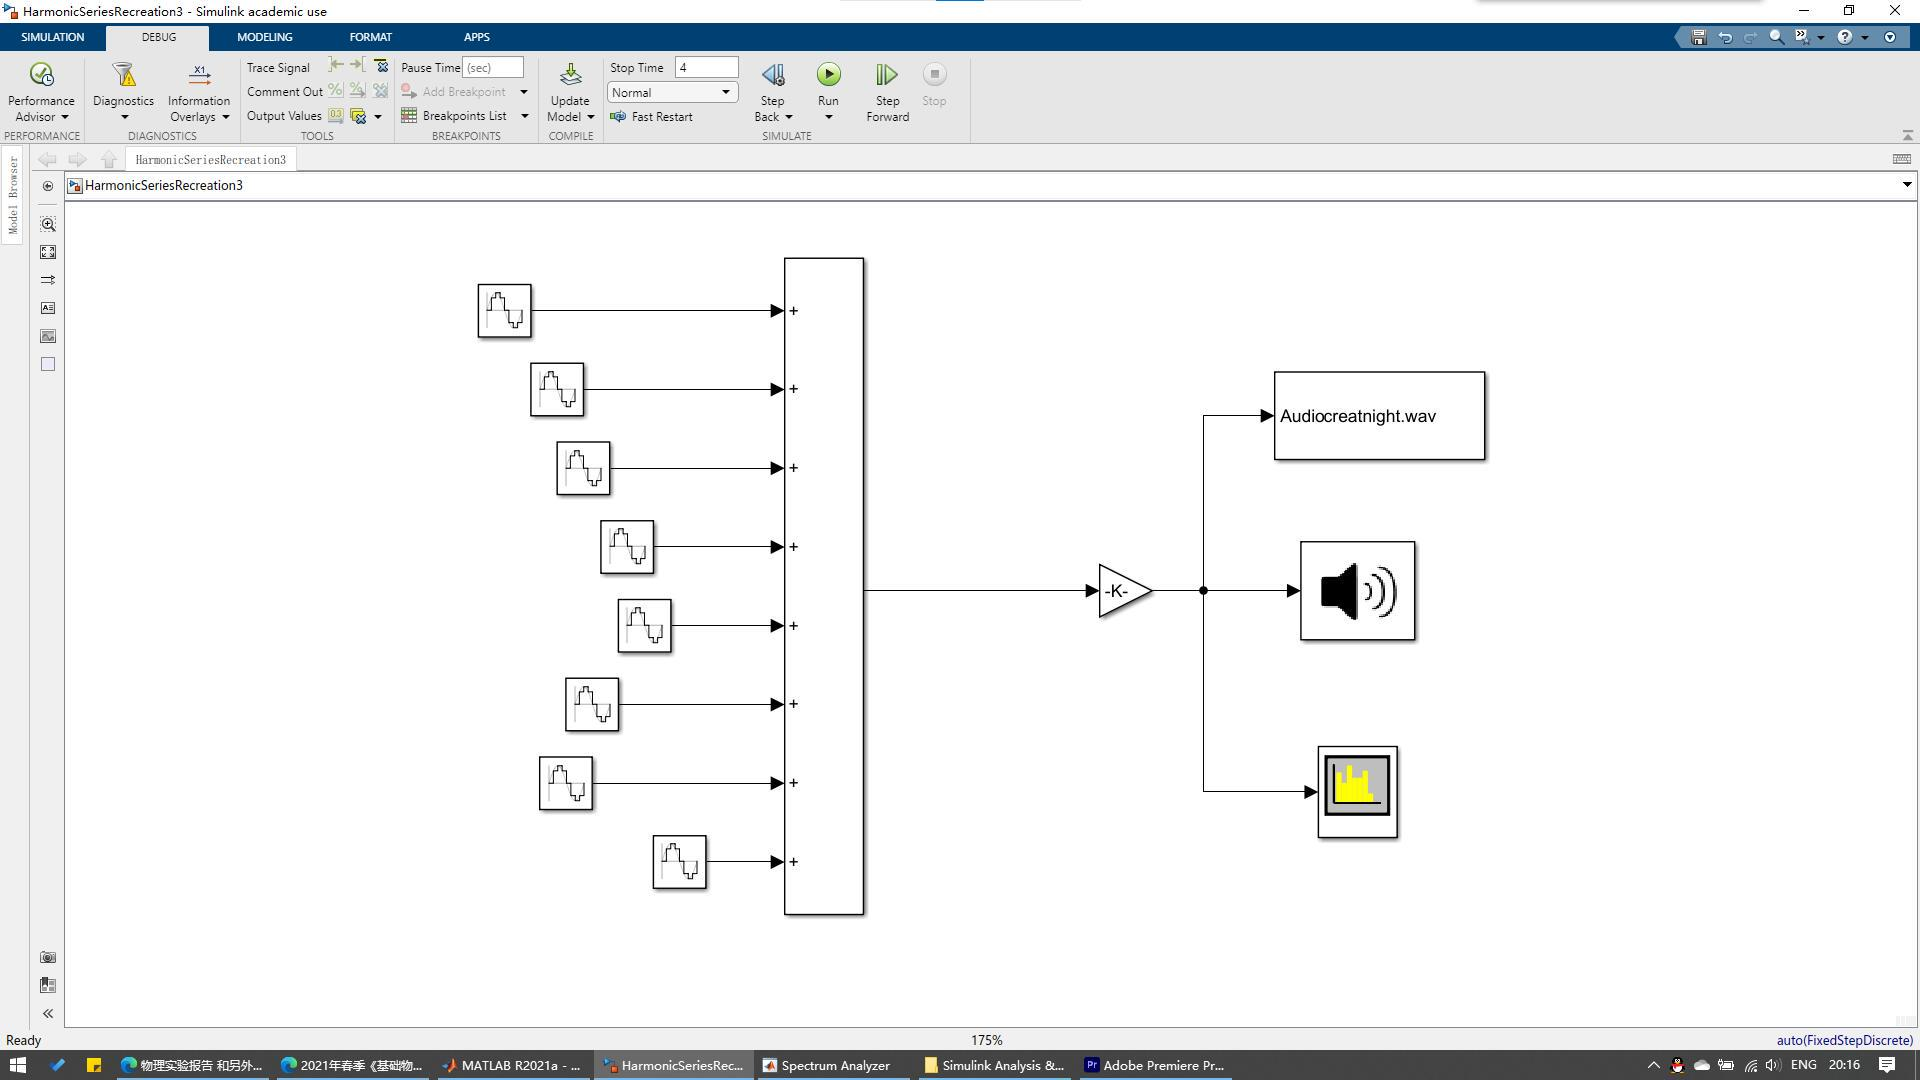 HarmonicSeriesRecreation3 - Simulink academic use
SIMULATION DEBUG MODELING FORMAT APPS
Performance Advisor
PERFORMANCE
Diagnostics
Information Overlays
DIAGNOSTICS
Trace Signal
Comment Out
Output Values
TOOLS
Pause Time (sec)
Add Breakpoint
Breakpoints List
BREAKPOINTS
Update Model
COMPILE
Stop Time 4
Normal
Fast Restart
Step Back
Run
Step Forward
Stop
SIMULATE
Model Browser
HarmonicSeriesRecreation3
HarmonicSeriesRecreation3
+
+
+
+
+
+
+
+
-K-
Audiocreatnight.wav
Ready 175% auto(FixedStepDiscrete)
物理实验报告 和另外... 2021年春季《基础物... MATLAB R2021a - ... HarmonicSeriesRec... Spectrum Analyzer Simulink Analysis &... Adobe Premiere Pr... ENG 20:16